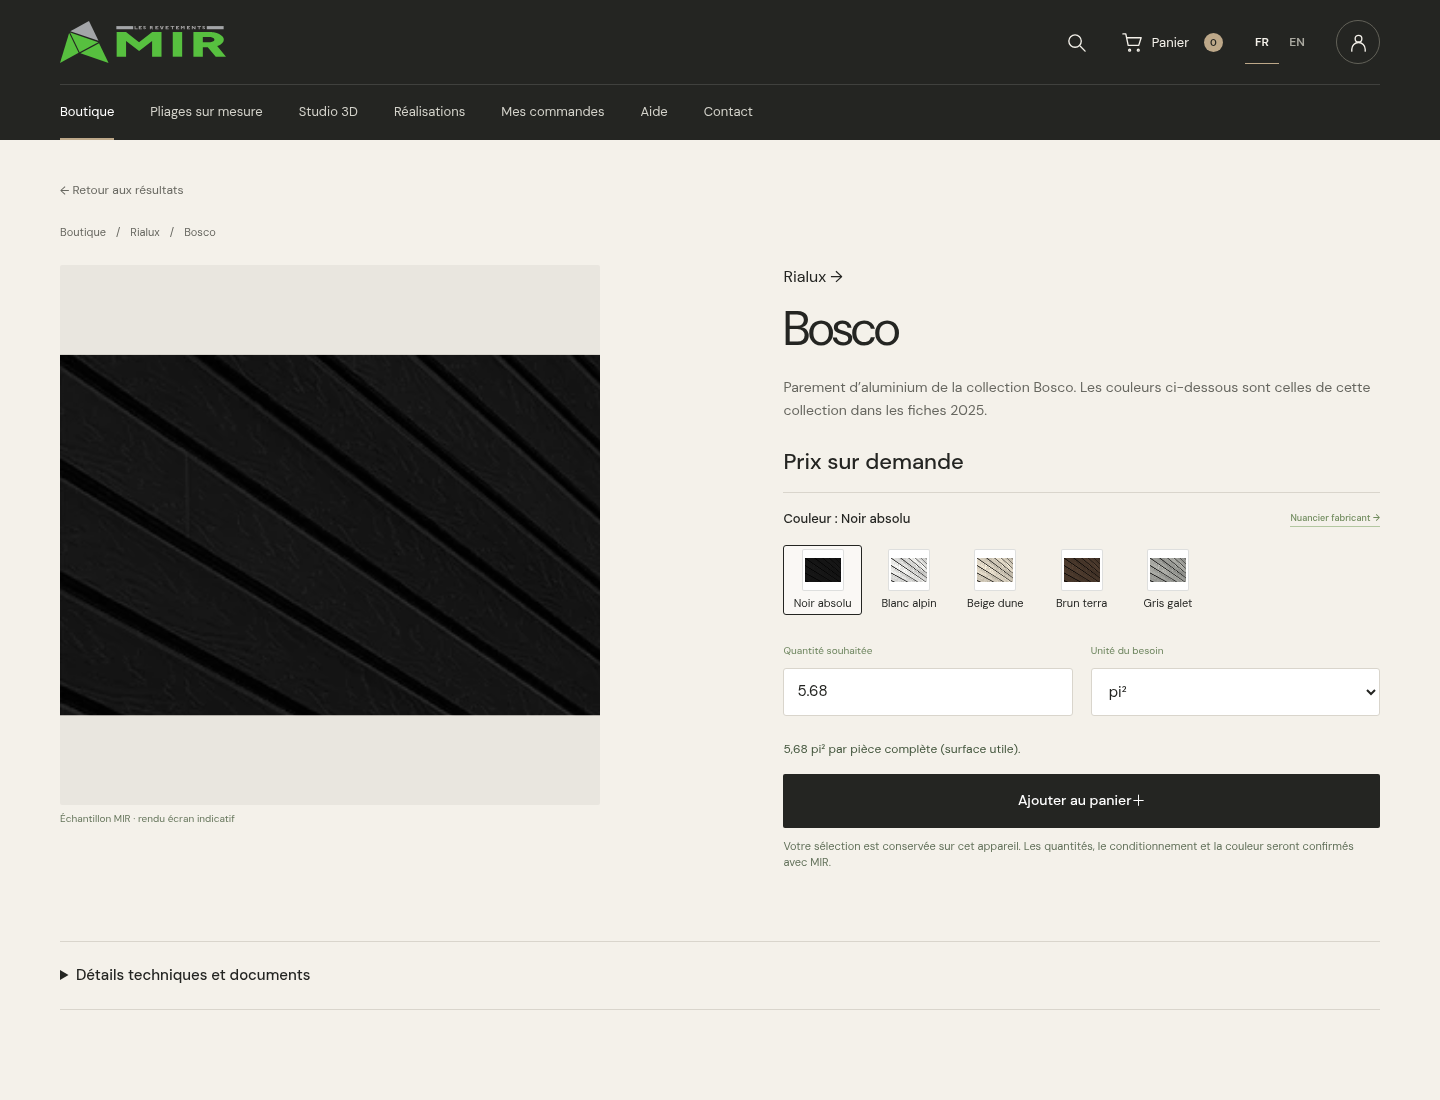 LES REVETEMENTS
MIR
Panier 0
FR EN
Boutique Pliages sur mesure Studio 3D Réalisations Mes commandes Aide Contact
← Retour aux résultats
Boutique / Rialux / Bosco
Rialux →
Bosco
Parement d’aluminium de la collection Bosco. Les couleurs ci-dessous sont celles de cette
collection dans les fiches 2025.
Prix sur demande
Couleur : Noir absolu
Nuancier fabricant →
Noir absolu Blanc alpin Beige dune Brun terra Gris galet
Quantité souhaitée Unité du besoin
5.68 pi²
5,68 pi² par pièce complète (surface utile).
Ajouter au panier+
Échantillon MIR · rendu écran indicatif
Votre sélection est conservée sur cet appareil. Les quantités, le conditionnement et la couleur seront confirmés
avec MIR.
Détails techniques et documents